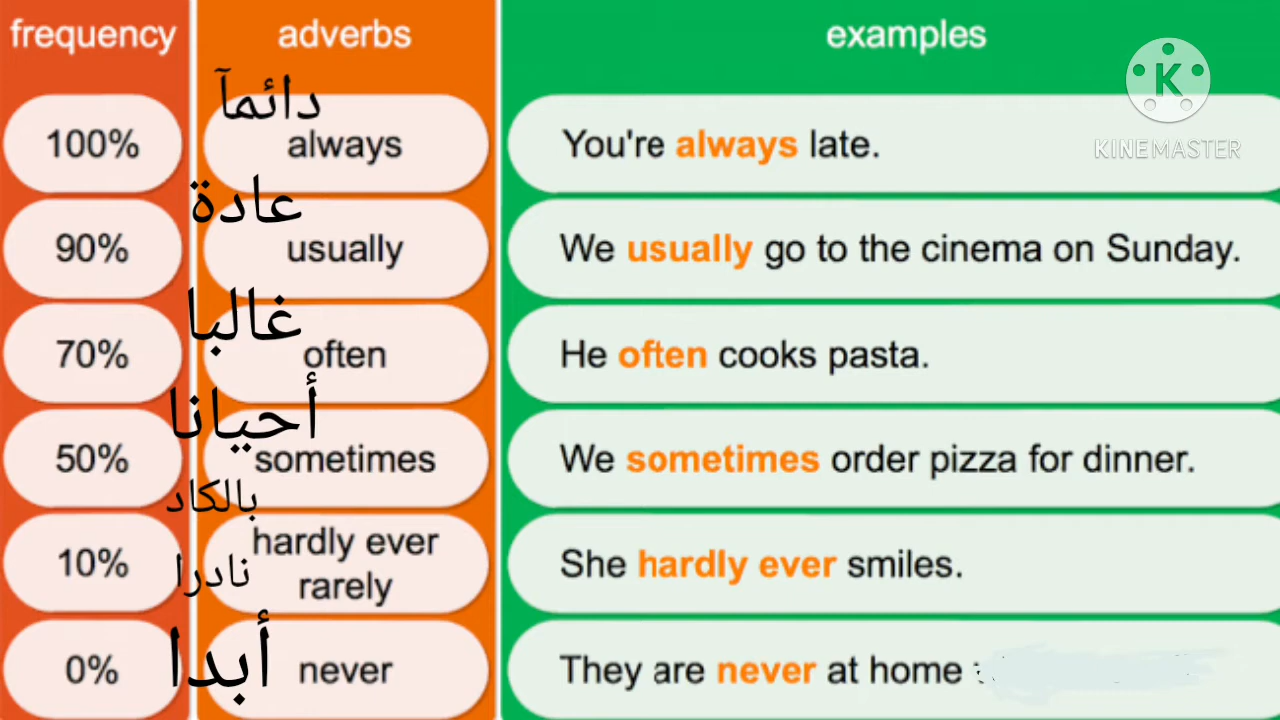 frequency adverbs examples
دائمآ
100% always You're always late.
عادة
90% usually We usually go to the cinema on Sunday.
غالبا
70% often He often cooks pasta.
أحيانا
50% sometimes We sometimes order pizza for dinner.
بالكاد
hardly ever
10% She hardly ever smiles.
نادرا
rarely
أبدا
0% never They are never at home
K
KINEMASTER